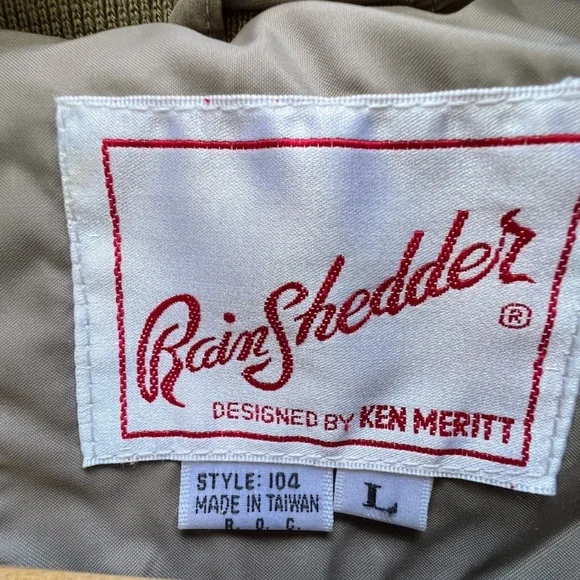 RainShedder ®
DESIGNED BY KEN MERITT
STYLE: 104
MADE IN TAIWAN
R. O. C.
L